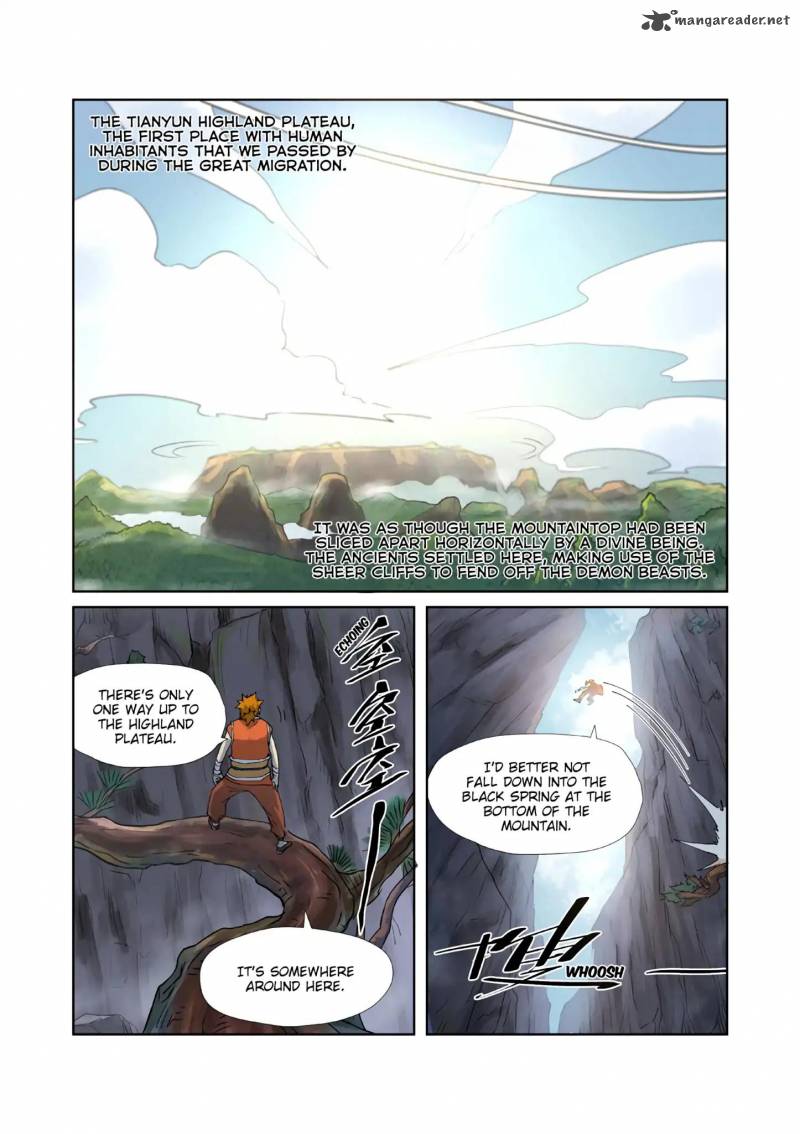 mangareader.net
THE TIANYUN HIGHLAND PLATEAU,
THE FIRST PLACE WITH HUMAN
INHABITANTS THAT WE PASSED BY
DURING THE GREAT MIGRATION.
IT WAS AS THOUGH THE MOUNTAINTOP HAD BEEN
SLICED APART HORIZONTALLY BY A DIVINE BEING.
THE ANCIENTS SETTLED HERE, MAKING USE OF THE
SHEER CLIFFS TO FEND OFF THE DEMON BEASTS.
THERE'S ONLY
ONE WAY UP TO
THE HIGHLAND
PLATEAU.
ECHOING
空
空
空
IT'S SOMEWHERE
AROUND HERE.
I'D BETTER NOT
FALL DOWN INTO THE
BLACK SPRING AT THE
BOTTOM OF THE
MOUNTAIN.
WHOOSH